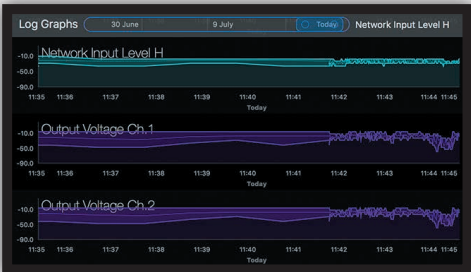 Log Graphs 30 June 9 July Today Network Input Level H
Network Input Level H
-10.0
-50.0
-90.0
11:35 11:36 11:37 11:38 11:39 11:40 11:41 11:42 11:43 11:44 11:45
Today
Output Voltage Ch.1
-10.0
-50.0
-90.0
11:35 11:36 11:37 11:38 11:39 11:40 11:41 11:42 11:43 11:44 11:45
Today
Output Voltage Ch.2
-10.0
-50.0
-90.0
11:35 11:36 11:37 11:38 11:39 11:40 11:41 11:42 11:43 11:44 11:45
Today